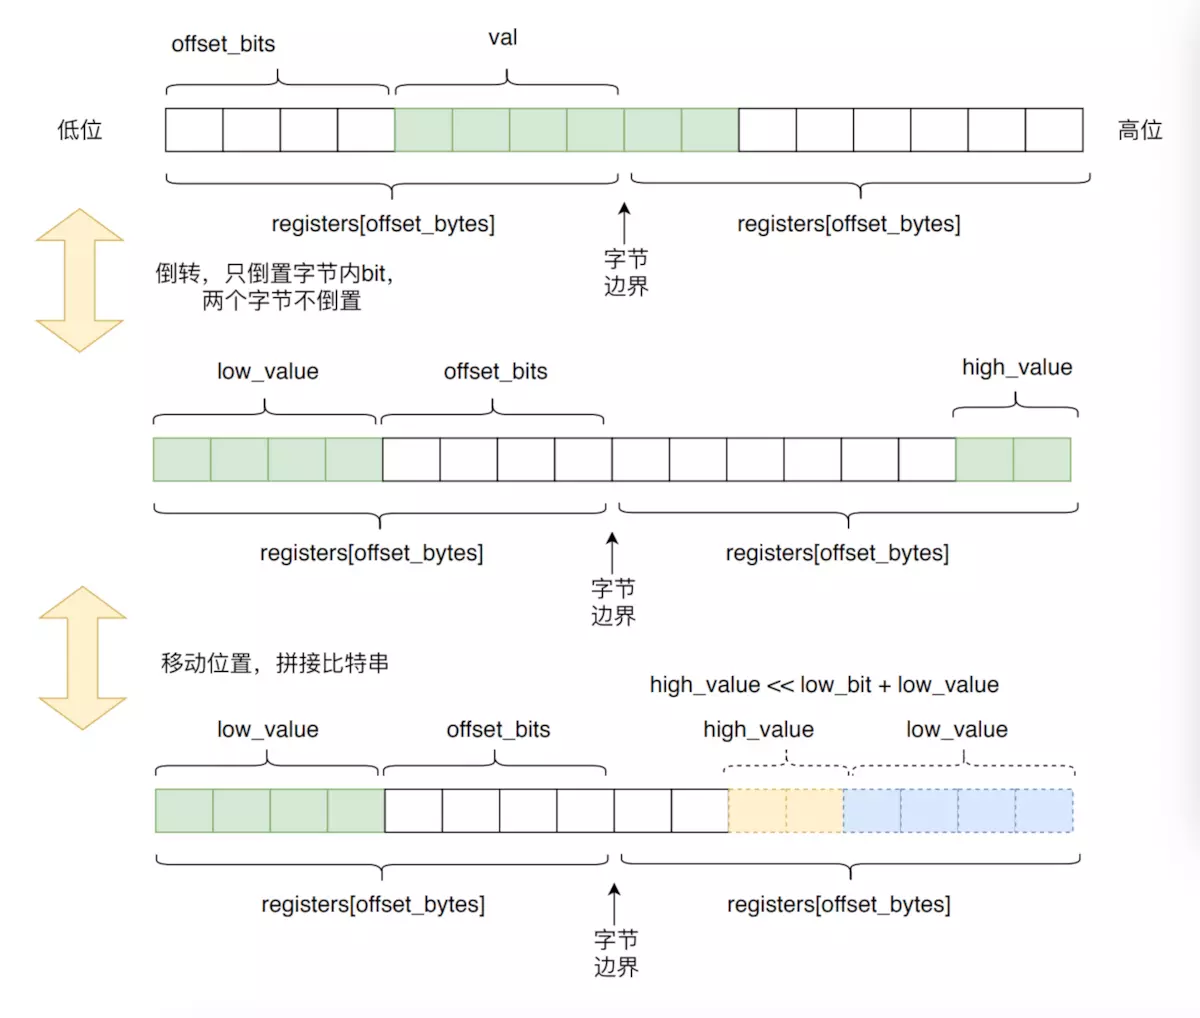 offset_bits
val
低位
高位
registers[offset_bytes]
registers[offset_bytes]
字节
边界
倒转，只倒置字节内bit，
两个字节不倒置
low_value
offset_bits
high_value
registers[offset_bytes]
registers[offset_bytes]
字节
边界
移动位置，拼接比特串
high_value << low_bit + low_value
low_value
offset_bits
high_value
low_value
registers[offset_bytes]
registers[offset_bytes]
字节
边界